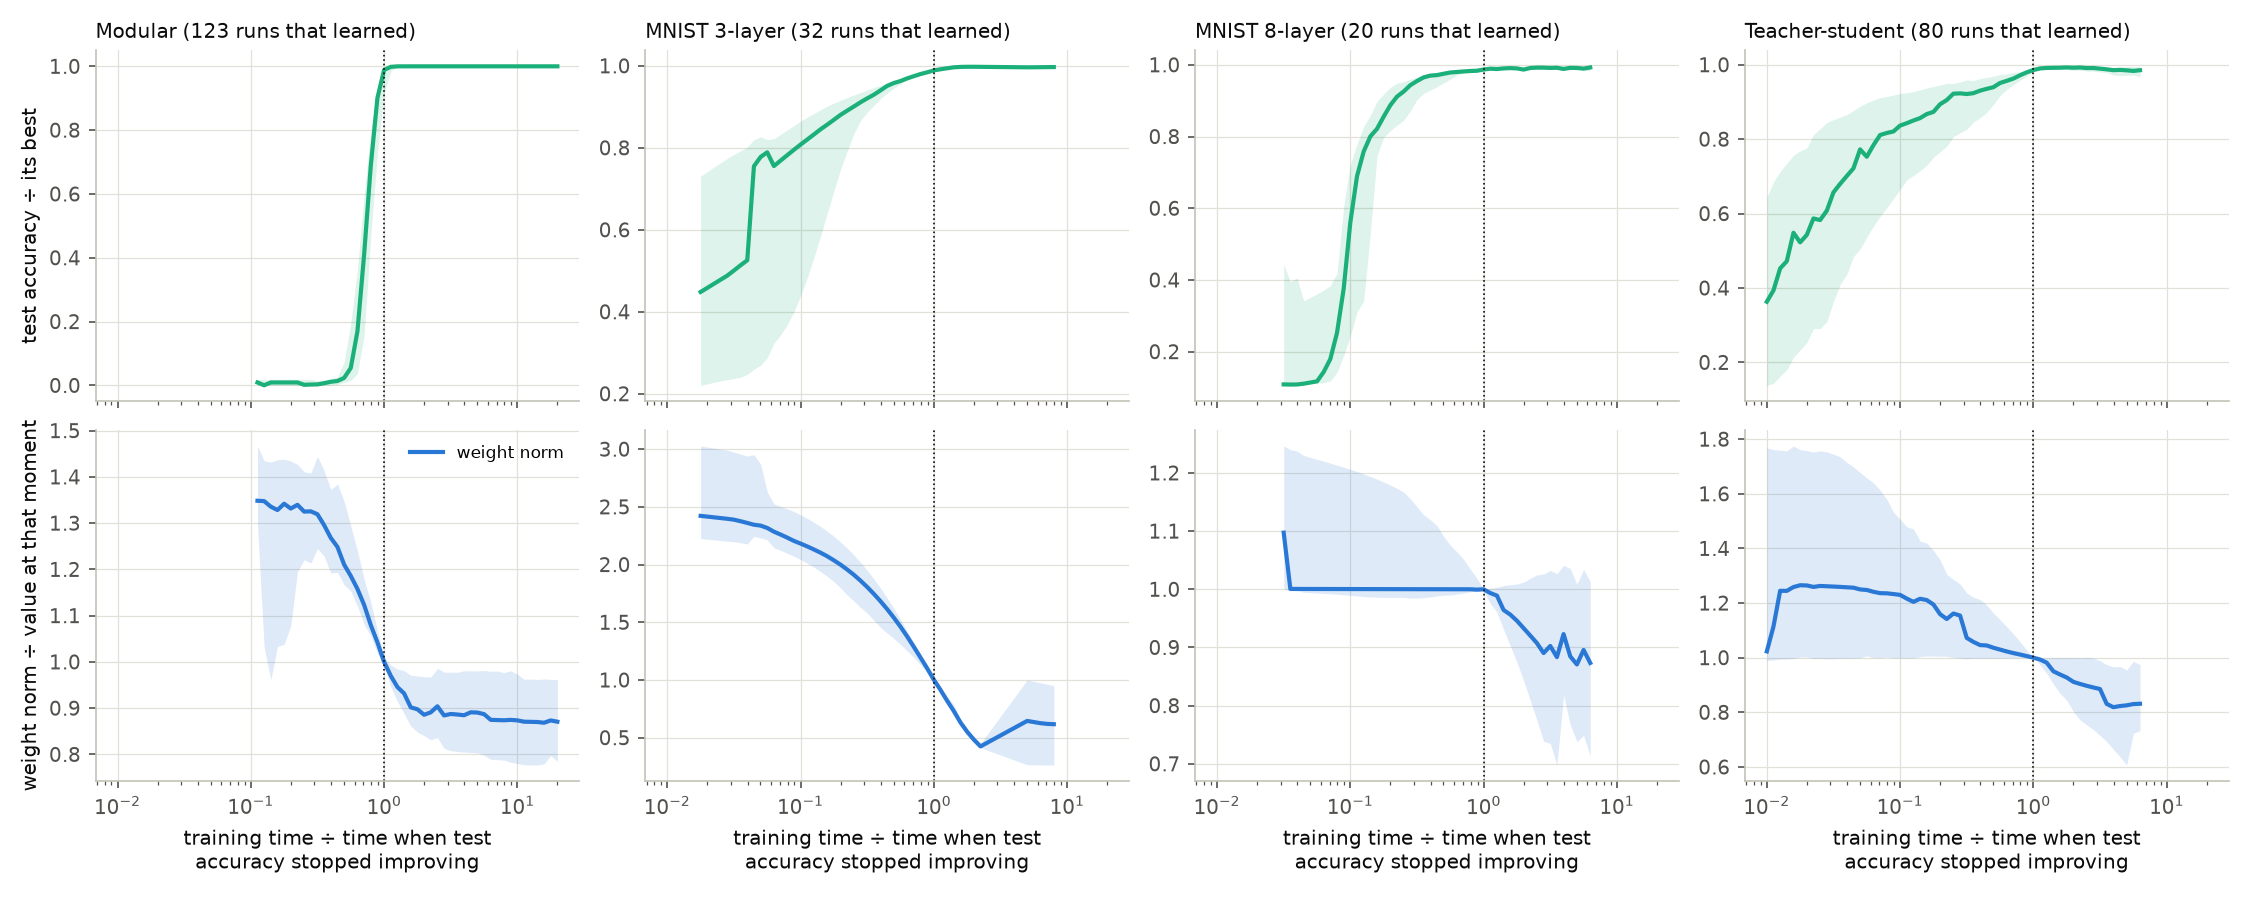 Modular (123 runs that learned)
MNIST 3-layer (32 runs that learned)
MNIST 8-layer (20 runs that learned)
Teacher-student (80 runs that learned)
test accuracy ÷ its best
1.0
0.8
0.6
0.4
0.2
0.0
1.0
0.8
0.6
0.4
0.2
1.0
0.8
0.6
0.4
0.2
1.0
0.8
0.6
0.4
0.2
weight norm ÷ value at that moment
weight norm
1.5
1.4
1.3
1.2
1.1
1.0
0.9
0.8
3.0
2.5
2.0
1.5
1.0
0.5
1.2
1.1
1.0
0.9
0.8
0.7
1.8
1.6
1.4
1.2
1.0
0.8
0.6
10⁻² 10⁻¹ 10⁰ 10¹
10⁻² 10⁻¹ 10⁰ 10¹
10⁻² 10⁻¹ 10⁰ 10¹
10⁻² 10⁻¹ 10⁰ 10¹
training time ÷ time when test
accuracy stopped improving
training time ÷ time when test
accuracy stopped improving
training time ÷ time when test
accuracy stopped improving
training time ÷ time when test
accuracy stopped improving